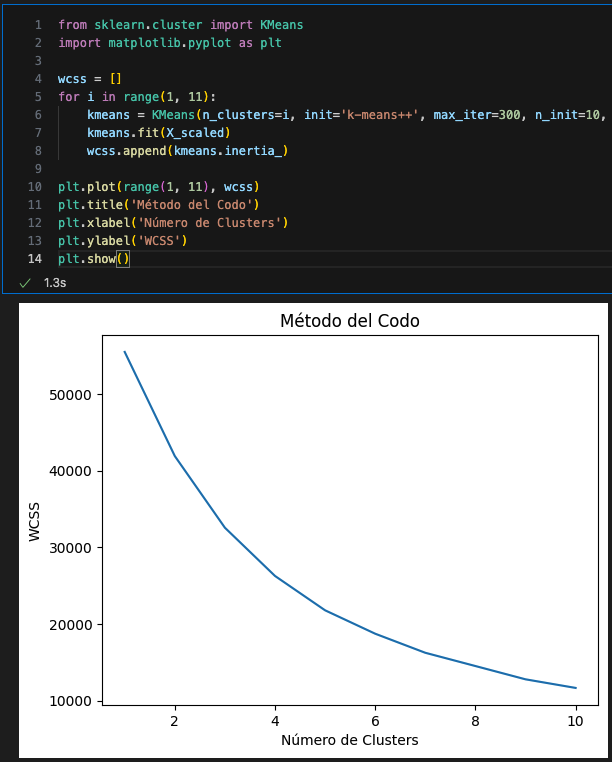 1 from sklearn.cluster import KMeans
2 import matplotlib.pyplot as plt
3
4 wcss = []
5 for i in range(1, 11):
6     kmeans = KMeans(n_clusters=i, init='k-means++', max_iter=300, n_init=10,
7     kmeans.fit(X_scaled)
8     wcss.append(kmeans.inertia_)
9
10 plt.plot(range(1, 11), wcss)
11 plt.title('Método del Codo')
12 plt.xlabel('Número de Clusters')
13 plt.ylabel('WCSS')
14 plt.show()
✓ 1.3s
Método del Codo
50000
40000
30000
20000
10000
WCSS
2 4 6 8 10
Número de Clusters